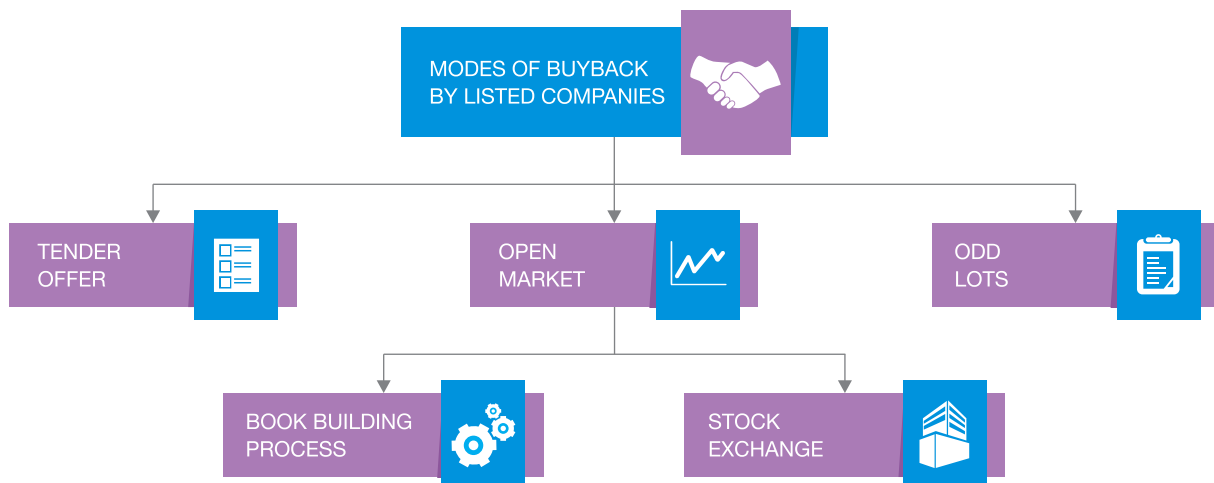 MODES OF BUYBACK
BY LISTED COMPANIES
TENDER
OFFER
OPEN
MARKET
ODD
LOTS
BOOK BUILDING
PROCESS
STOCK
EXCHANGE